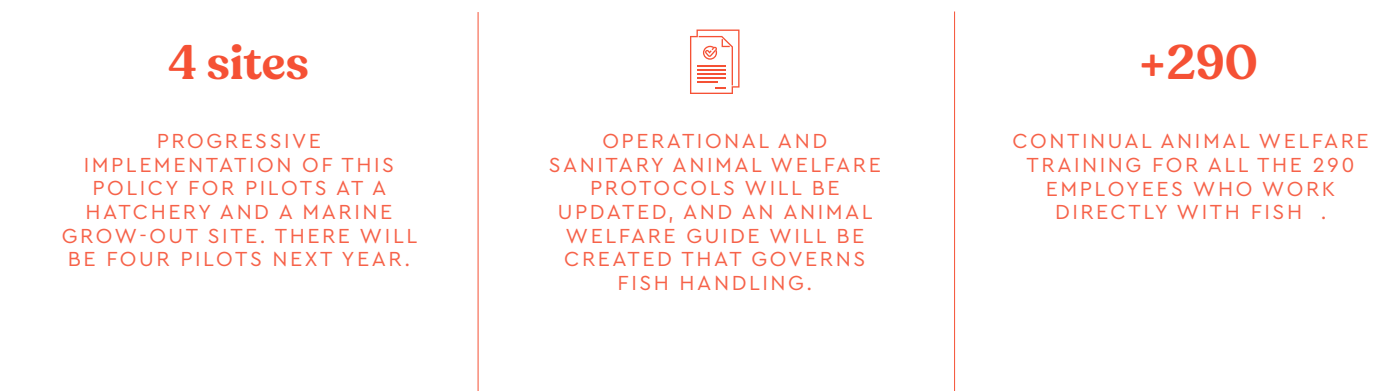 4 sites
PROGRESSIVE
IMPLEMENTATION OF THIS
POLICY FOR PILOTS AT A
HATCHERY AND A MARINE
GROW-OUT SITE. THERE WILL
BE FOUR PILOTS NEXT YEAR.
OPERATIONAL AND
SANITARY ANIMAL WELFARE
PROTOCOLS WILL BE
UPDATED, AND AN ANIMAL
WELFARE GUIDE WILL BE
CREATED THAT GOVERNS
FISH HANDLING.
+290
CONTINUAL ANIMAL WELFARE
TRAINING FOR ALL THE 290
EMPLOYEES WHO WORK
DIRECTLY WITH FISH .